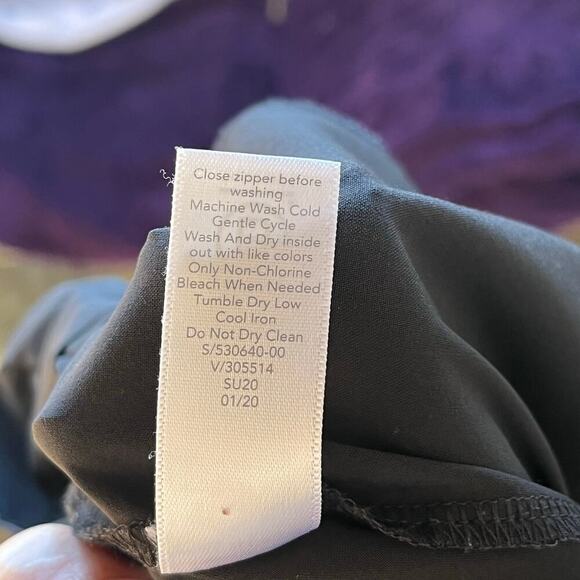 Close zipper before
washing
Machine Wash Cold
Gentle Cycle
Wash And Dry inside
out with like colors
Only Non-Chlorine
Bleach When Needed
Tumble Dry Low
Cool Iron
Do Not Dry Clean
S/530640-00
V/305514
SU20
01/20